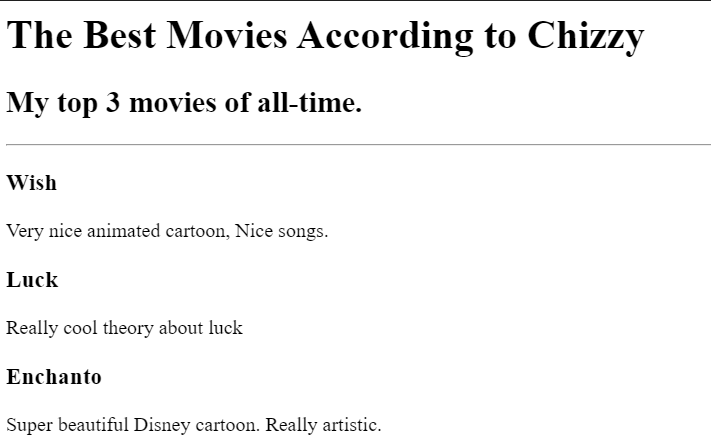 The Best Movies According to Chizzy
My top 3 movies of all-time.
Wish
Very nice animated cartoon, Nice songs.
Luck
Really cool theory about luck
Enchanto
Super beautiful Disney cartoon. Really artistic.